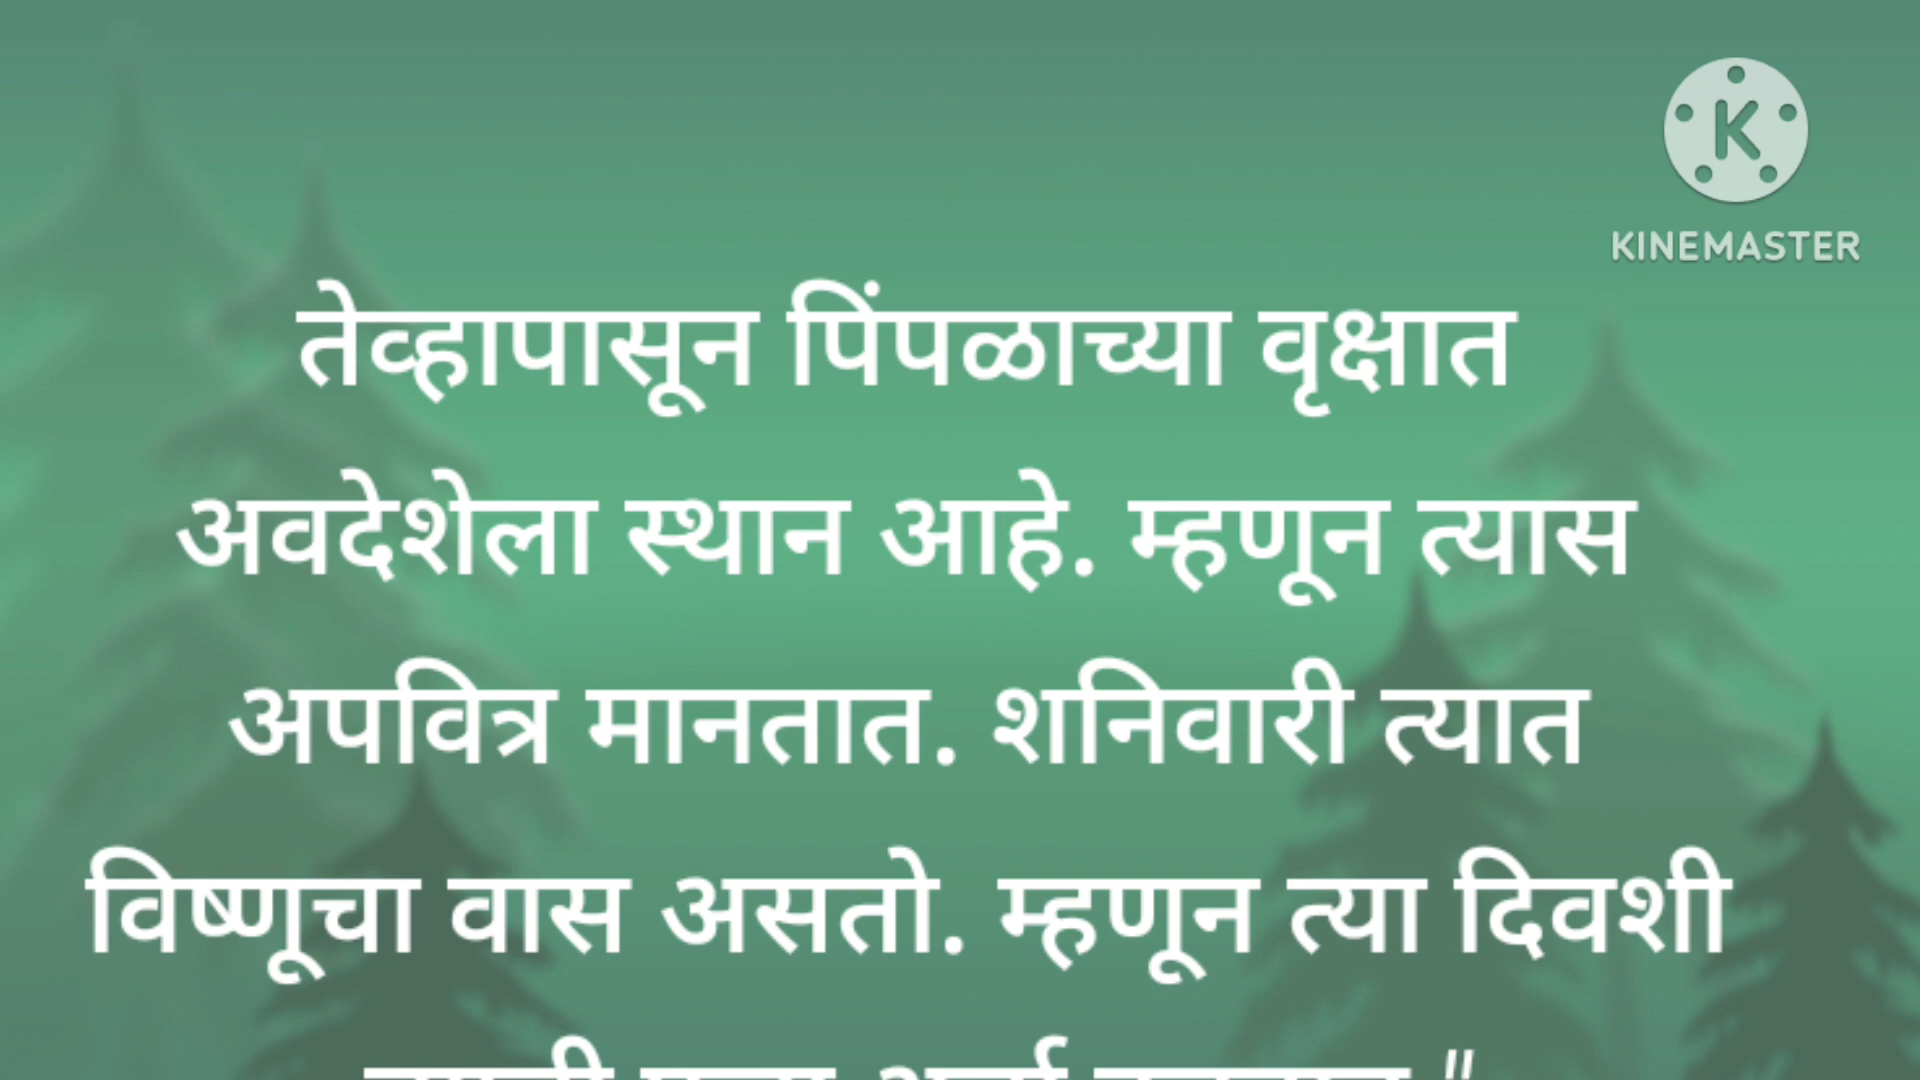 KINEMASTER
तेव्हापासून पिंपळाच्या वृक्षात
अवदेशेला स्थान आहे. म्हणून त्यास
अपवित्र मानतात. शनिवारी त्यात
विष्णूचा वास असतो. म्हणून त्या दिवशी